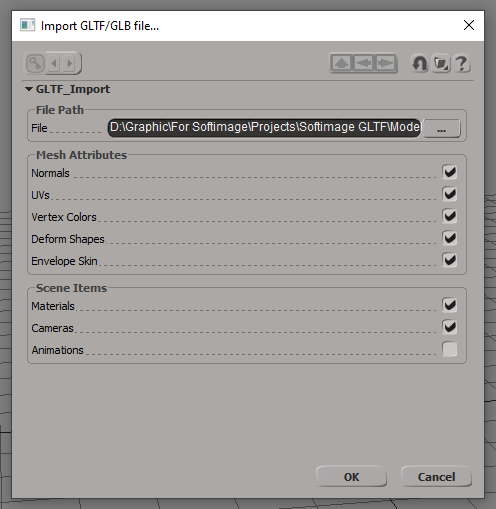 Import GLTF/GLB file...
GLTF_Import
File Path
File D:\Graphic\For Softimage\Projects\Softimage GLTF\Model ...
Mesh Attributes
Normals
UVs
Vertex Colors
Deform Shapes
Envelope Skin
Scene Items
Materials
Cameras
Animations
OK Cancel